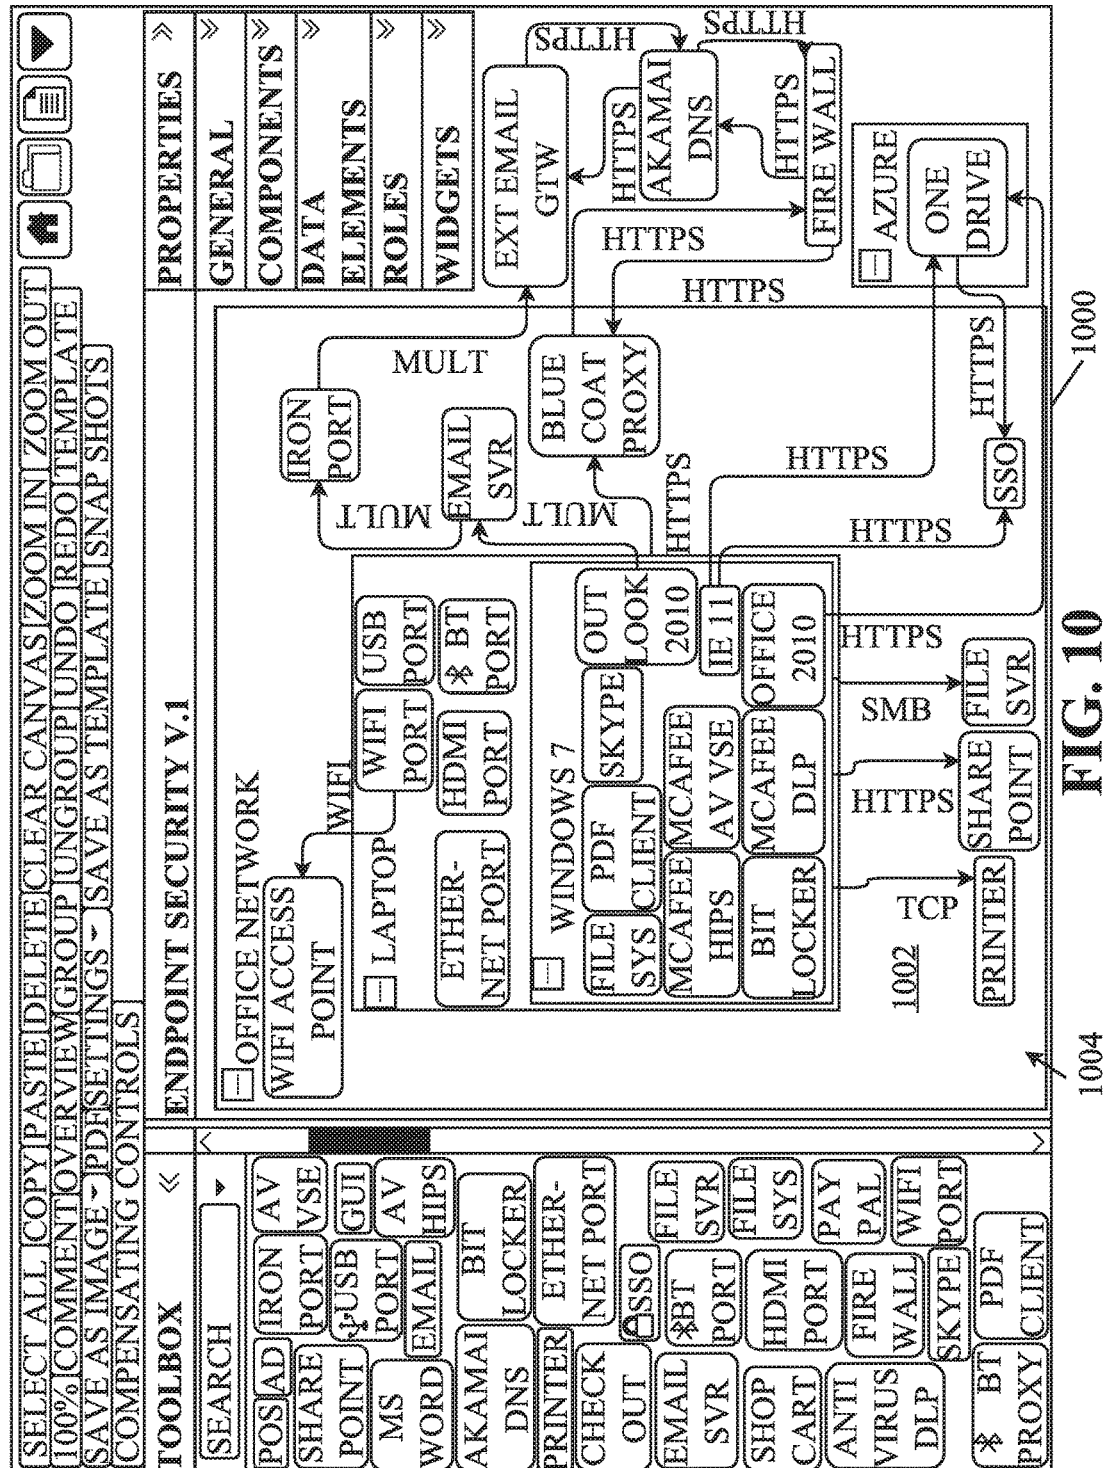 SELECT ALL COPY PASTE DELETE CLEAR CANVAS ZOOM IN ZOOM OUT
100% COMMENT OVERVIEW GROUP UNGROUP UNDO REDO TEMPLATE
SAVE AS IMAGE PDF SETTINGS SAVE AS TEMPLATE SNAP SHOTS
COMPENSATING CONTROLS
TOOLBOX
SEARCH
POS AD
IRON
PORT
AV
VSE
SHARE
POINT
USB
PORT
GUI
MS
WORD
EMAIL
AV
HIPS
AKAMAI
DNS
BIT
LOCKER
PRINTER
ETHER-
NET PORT
CHECK
OUT
SSO
FILE
SVR
EMAIL
SVR
BT
PORT
FILE
SYS
SHOP
CART
HDMI
PORT
PAY
PAL
ANTI
VIRUS
DLP
FIRE
WALL
WIFI
PORT
SKYPE
BT
PROXY
PDF
CLIENT
ENDPOINT SECURITY V.1
PROPERTIES
GENERAL
COMPONENTS
DATA
ELEMENTS
ROLES
WIDGETS
OFFICE NETWORK
WIFI ACCESS
POINT
WIFI
LAPTOP
ETHER-
NET PORT
WIFI
PORT
USB
PORT
HDMI
PORT
BT
PORT
WINDOWS 7
FILE
SYS
PDF
CLIENT
SKYPE
OUT
LOOK
2010
MCAFEE
HIPS
MCAFEE
AV VSE
IE 11
BIT
LOCKER
MCAFEE
DLP
OFFICE
2010
IRON
PORT
MULT
MULT
EMAIL
SVR
MULT
BLUE
COAT
PROXY
HTTPS
EXT EMAIL
GTW
HTTPS
HTTPS
AKAMAI
DNS
HTTPS
HTTPS
FIRE WALL
HTTPS
HTTPS
AZURE
ONE
DRIVE
HTTPS
HTTPS
HTTPS
SSO
HTTPS
SMB
FILE
SVR
HTTPS
SHARE
POINT
TCP
PRINTER
1002
1004
1000
FIG. 10